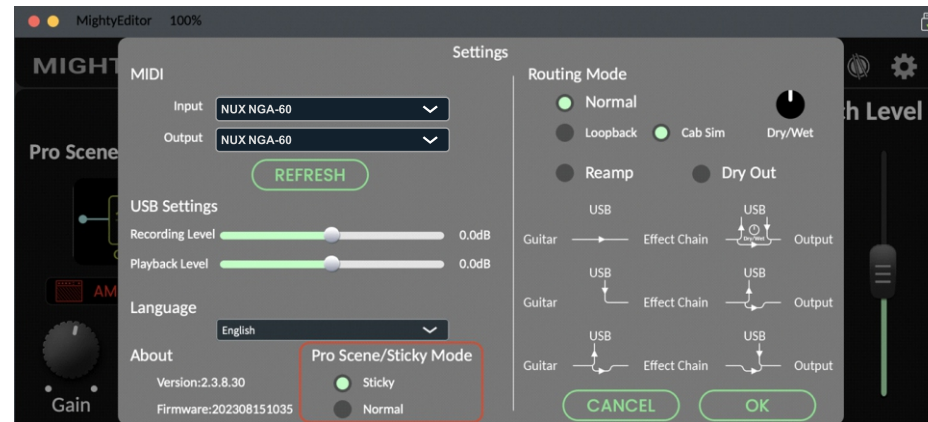 MightyEditor 100%
MIGHT
Settings
MIDI
Input NUX NGA-60
Output NUX NGA-60
REFRESH
USB Settings
Recording Level 0.0dB
Playback Level 0.0dB
Language
English
About
Version:2.3.8.30
Firmware:202308151035
Pro Scene/Sticky Mode
Sticky
Normal
Routing Mode
Normal
Loopback Cab Sim Dry/Wet
Reamp Dry Out
USB USB
Dry/Wet
Guitar Effect Chain Output
USB USB
Guitar Effect Chain Output
USB USB
Guitar Effect Chain Output
CANCEL OK
Pro Scene
AM
Gain
h Level